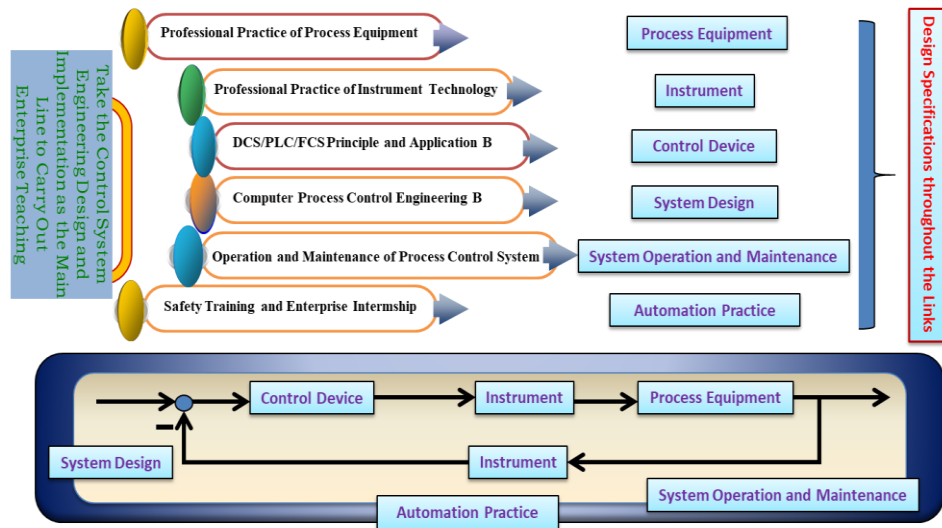 Take the Control System
Engineering Design and
Implementation as the Main
Line to Carry Out
Enterprise Teaching
Professional Practice of Process Equipment
Process Equipment
Professional Practice of Instrument Technology
Instrument
DCS/PLC/FCS Principle and Application B
Control Device
Computer Process Control Engineering B
System Design
Operation and Maintenance of Process Control System
System Operation and Maintenance
Safety Training and Enterprise Internship
Automation Practice
Design Specifications throughout the Links
Control Device
Instrument
Process Equipment
System Design
Instrument
System Operation and Maintenance
Automation Practice